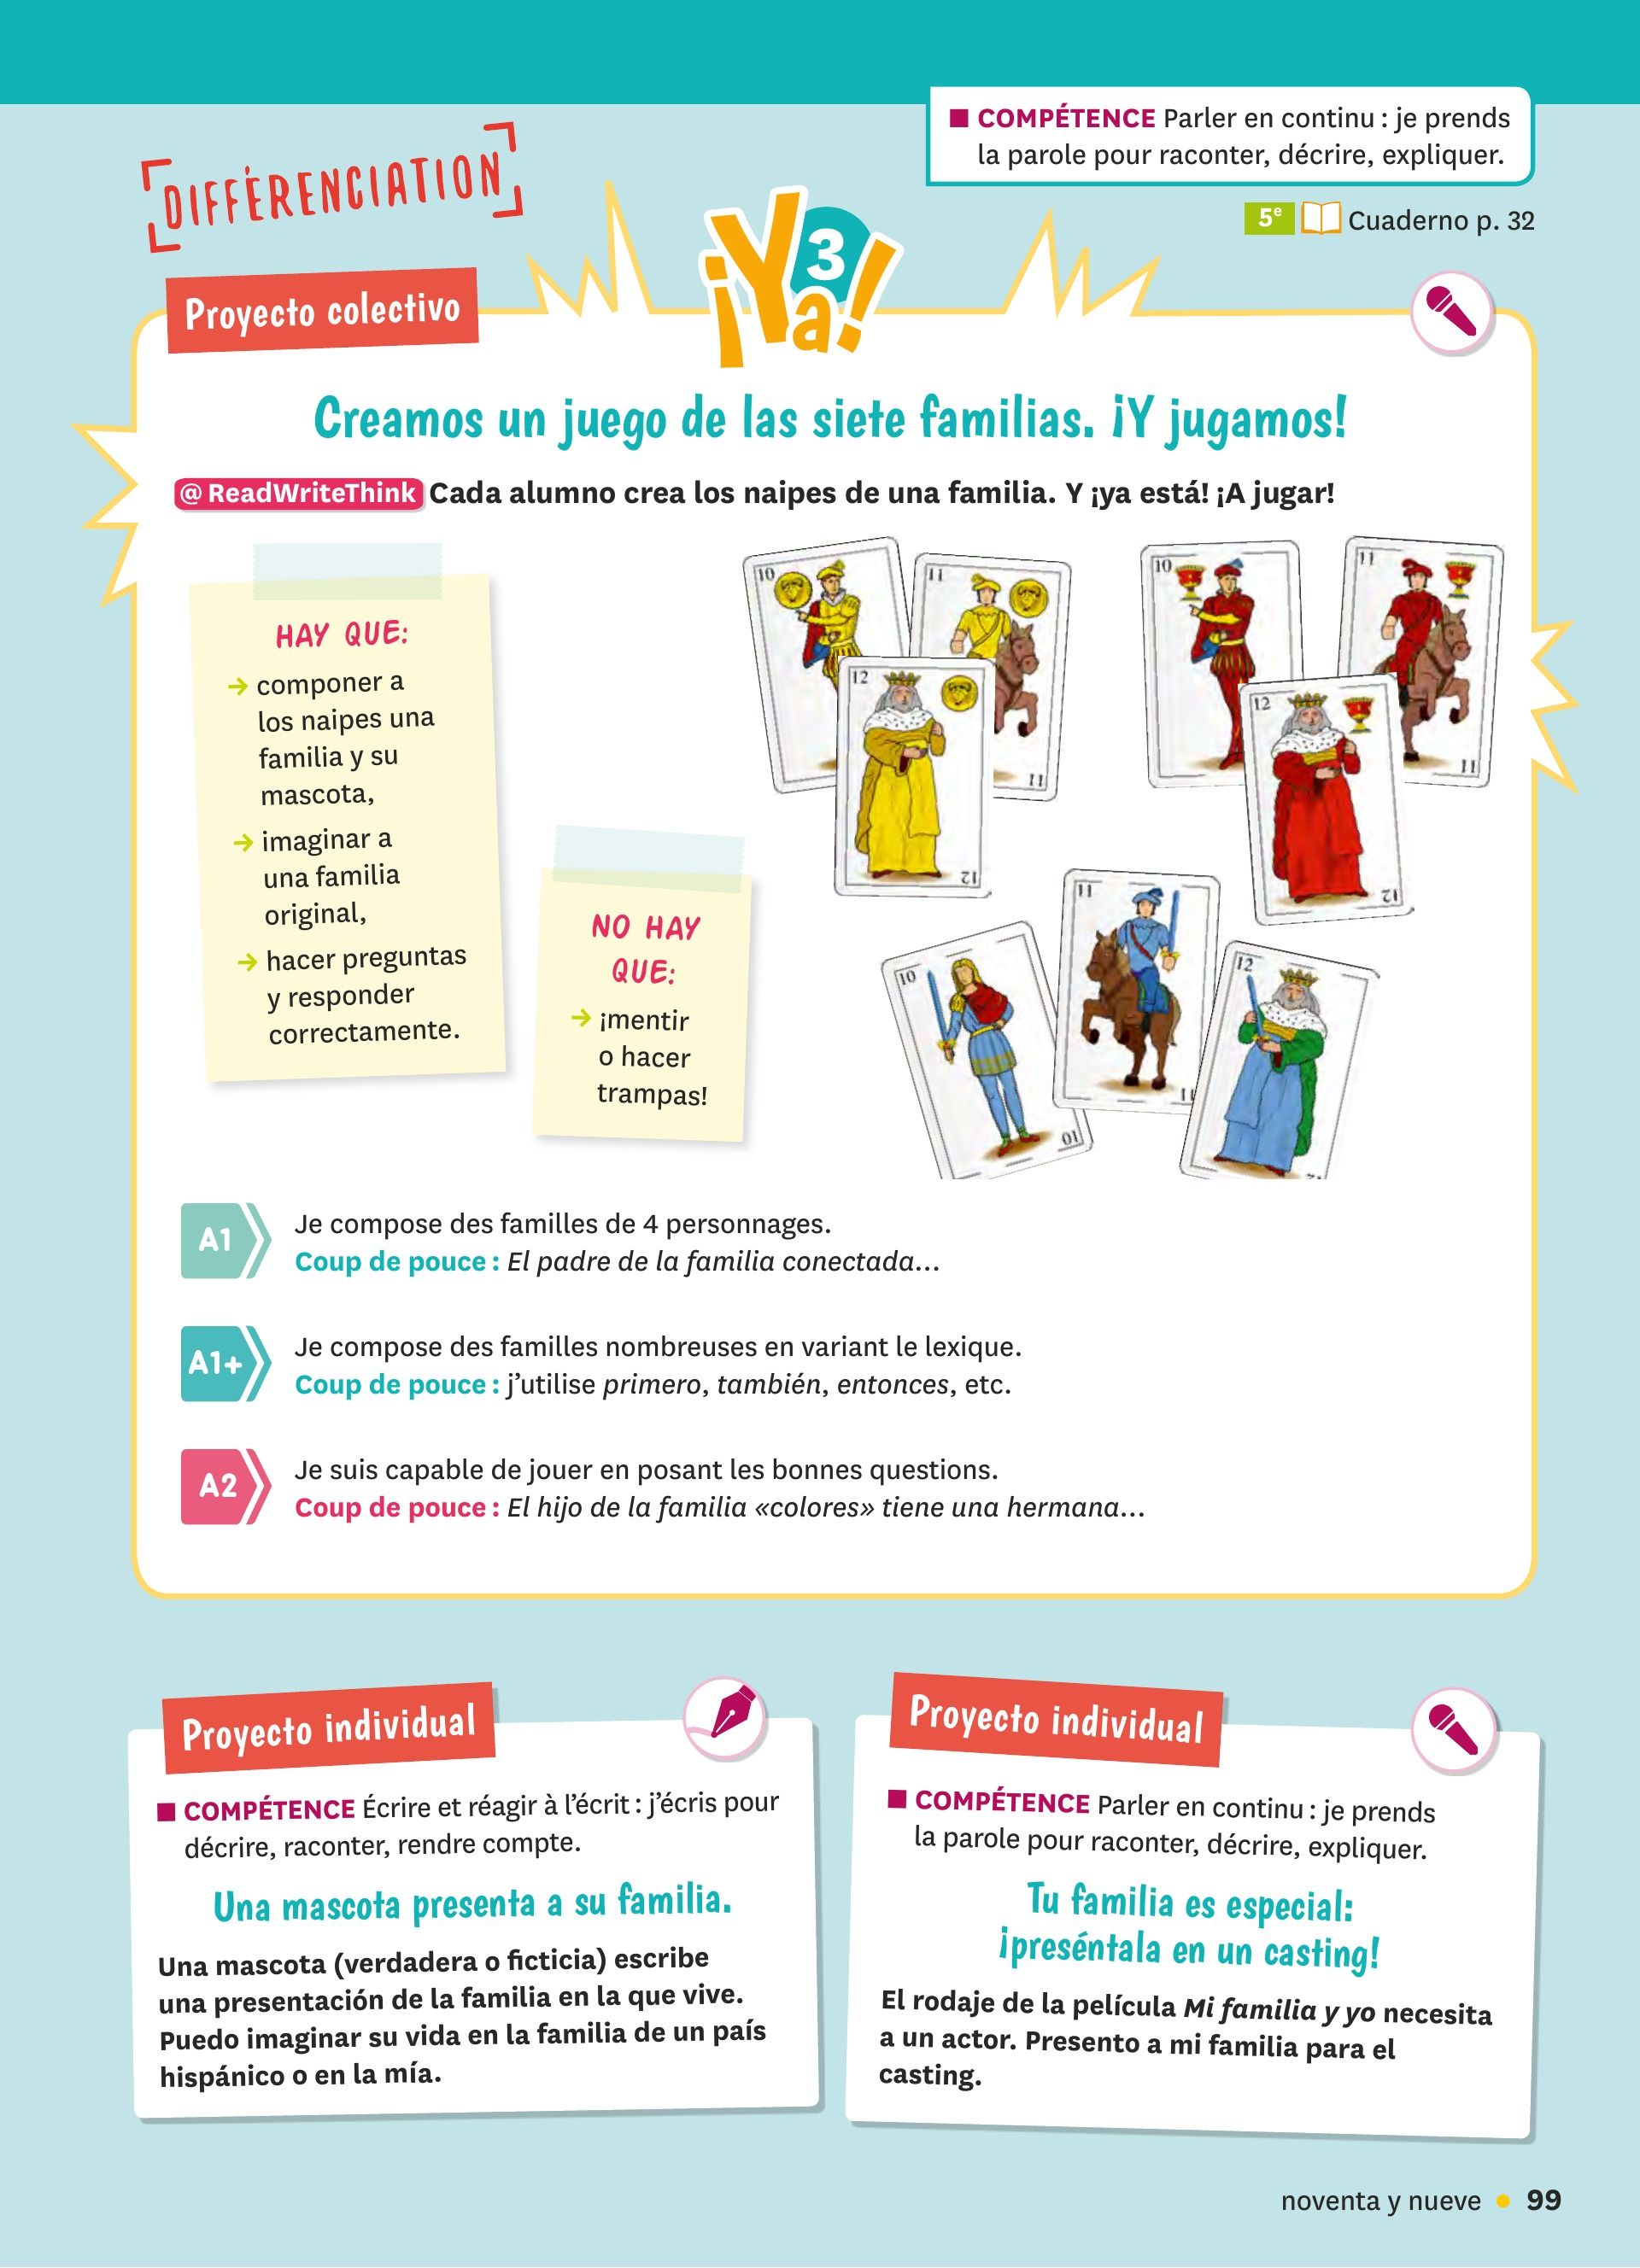 ■ COMPÉTENCE Parler en continu : je prends
la parole pour raconter, décrire, expliquer.
DIFFÉRENCIATION
5e Cuaderno p. 32
¡Ya! 3
Proyecto colectivo
Creamos un juego de las siete familias. ¡Y jugamos!
@ ReadWriteThink Cada alumno crea los naipes de una familia. Y ¡ya está! ¡A jugar!
HAY QUE:
→ componer a
los naipes una
familia y su
mascota,
→ imaginar a
una familia
original,
→ hacer preguntas
y responder
correctamente.
NO HAY
QUE:
→ ¡mentir
o hacer
trampas!
10
11
11
12
12
10
11
11
12
12
10
10
11
11
12
12
A1
Je compose des familles de 4 personnages.
Coup de pouce : El padre de la familia conectada...
A1+
Je compose des familles nombreuses en variant le lexique.
Coup de pouce : j'utilise primero, también, entonces, etc.
A2
Je suis capable de jouer en posant les bonnes questions.
Coup de pouce : El hijo de la familia «colores» tiene una hermana...
Proyecto individual
■ COMPÉTENCE Écrire et réagir à l'écrit : j'écris pour
décrire, raconter, rendre compte.
Una mascota presenta a su familia.
Una mascota (verdadera o ficticia) escribe
una presentación de la familia en la que vive.
Puedo imaginar su vida en la familia de un país
hispánico o en la mía.
Proyecto individual
■ COMPÉTENCE Parler en continu : je prends
la parole pour raconter, décrire, expliquer.
Tu familia es especial:
¡preséntala en un casting!
El rodaje de la película Mi familia y yo necesita
a un actor. Presento a mi familia para el
casting.
noventa y nueve • 99